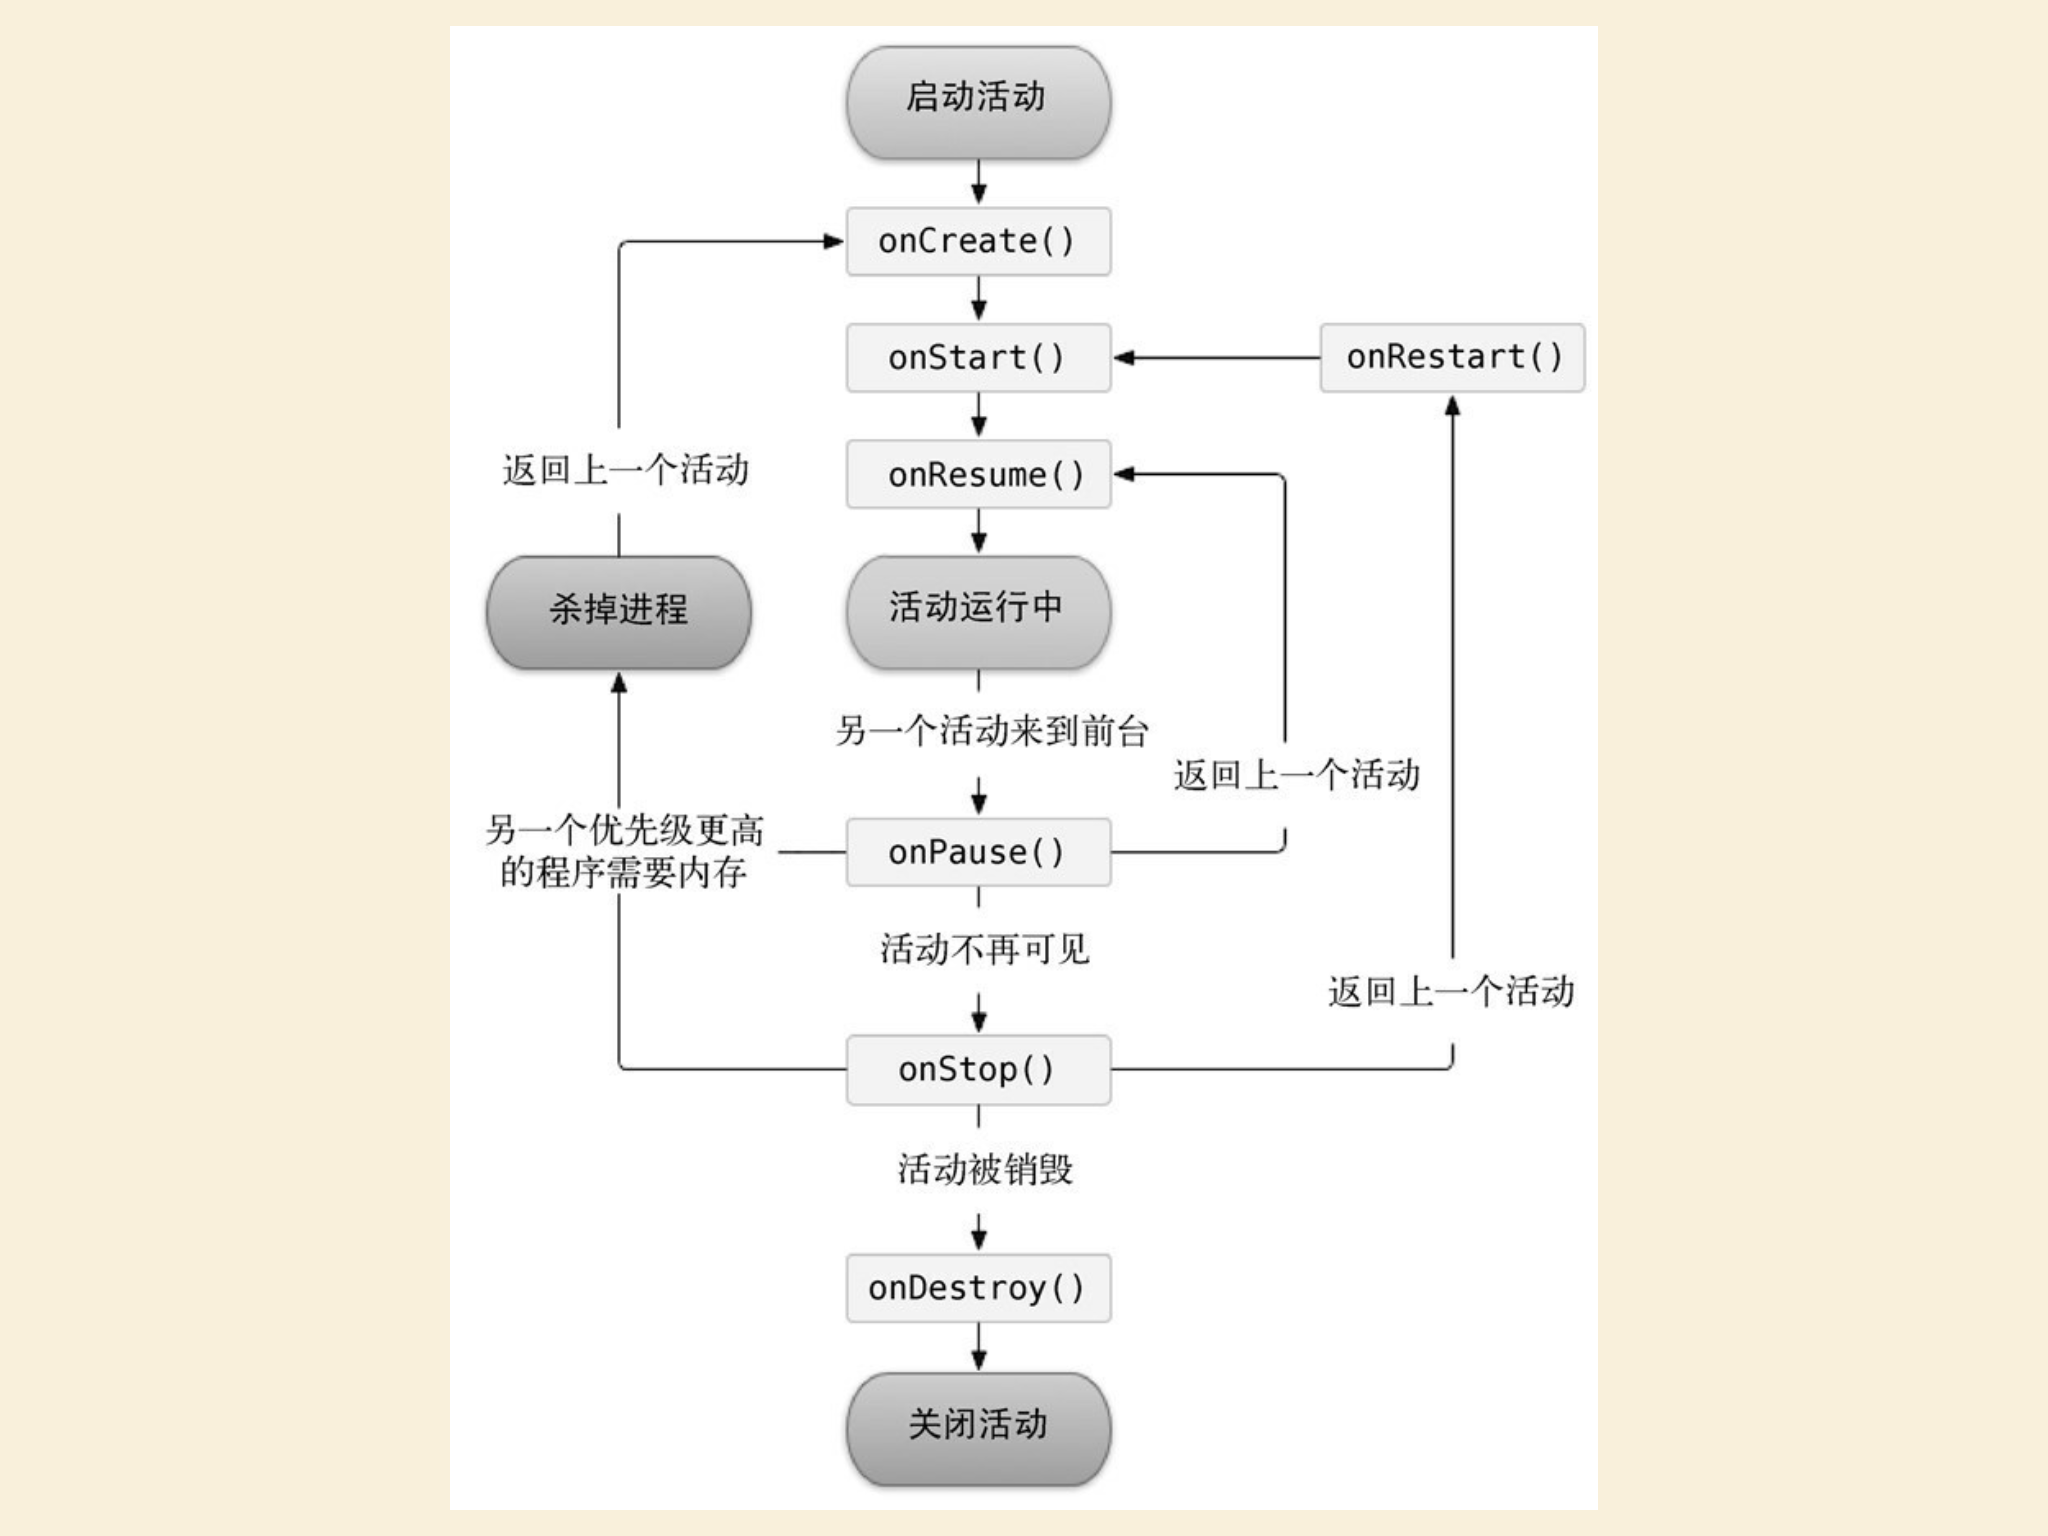 启动活动
onCreate()
onStart()
onRestart()
返回上一个活动
onResume()
杀掉进程
活动运行中
另一个活动来到前台
返回上一个活动
另一个优先级更高
的程序需要内存
onPause()
活动不再可见
返回上一个活动
onStop()
活动被销毁
onDestroy()
关闭活动